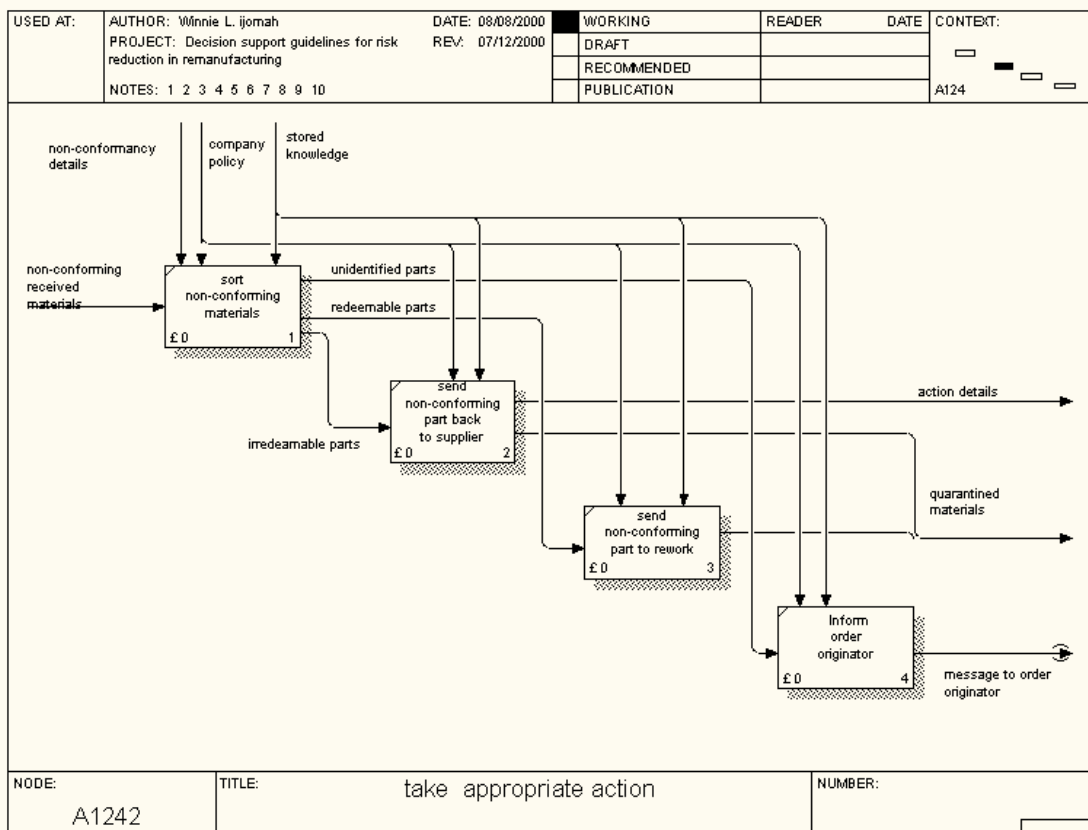 USED AT:
AUTHOR: Winnie L. ijomah
DATE: 08/08/2000
PROJECT: Decision support guidelines for risk
REV: 07/12/2000
reduction in remanufacturing
NOTES: 1 2 3 4 5 6 7 8 9 10
WORKING
DRAFT
RECOMMENDED
PUBLICATION
READER DATE
CONTEXT:
A124
non-conformancy
details
company
policy
stored
knowledge
non-conforming
received
materials
sort
non-conforming
materials
£ 0 1
unidentified parts
redeemable parts
irredeamable parts
send
non-conforming
part back
to supplier
£ 0 2
action details
quarantined
materials
send
non-conforming
part to rework
£ 0 3
Inform
order
originator
£ 0 4
message to order
originator
NODE:
A1242
TITLE:
take appropriate action
NUMBER: